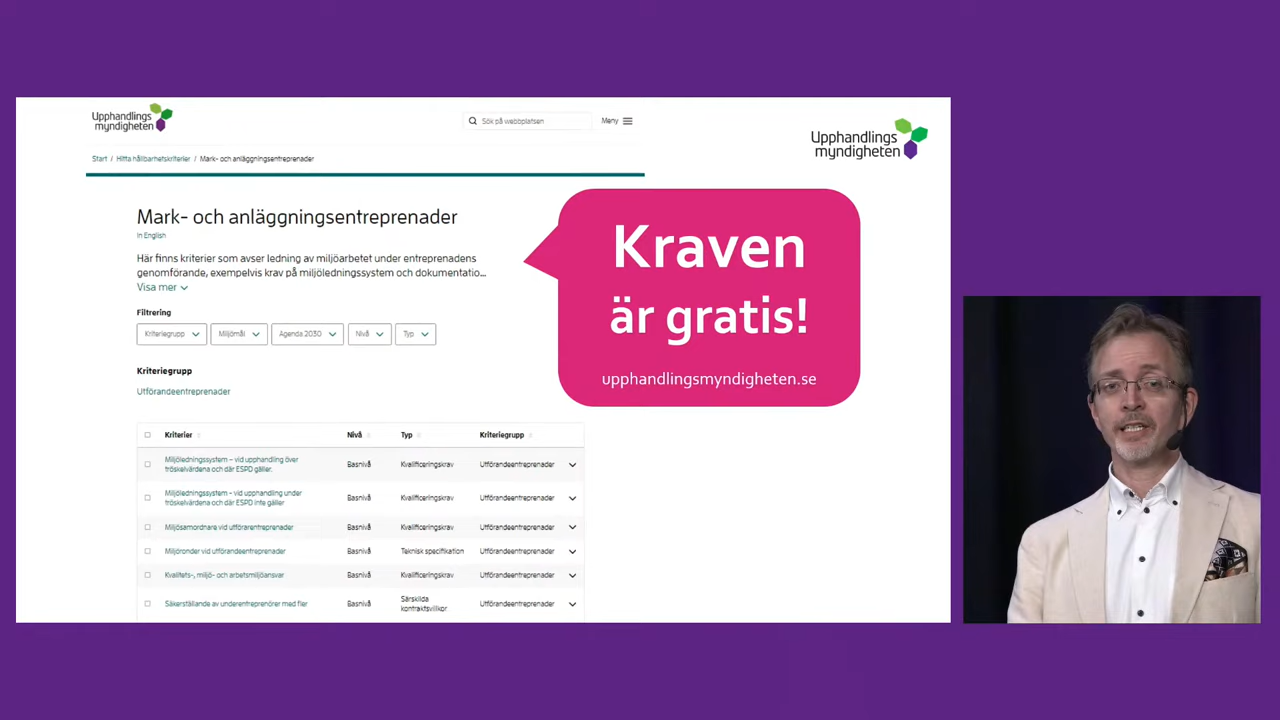 Upphandlings
myndigheten
Sök på webbplatsen
Meny
Upphandlings
myndigheten
Start / Hitta hållbarhetskriterier / Mark- och anläggningsentreprenader
Mark- och anläggningsentreprenader
In English
Här finns kriterier som avser ledning av miljöarbetet under entreprenadens
genomförande, exempelvis krav på miljöledningssystem och dokumentatio...
Visa mer
Kraven
är gratis!
upphandlingsmyndigheten.se
Filtrering
Kriteriegrupp Miljömål Agenda 2030 Nivå Typ
Kriteriegrupp
Utförandeentreprenader
Kriterier Nivå Typ Kriteriegrupp
Miljöledningssystem – vid upphandling över
tröskelvärdena och där ESPD gäller.
Basnivå Kvalificeringskrav Utförandeentreprenader
Miljöledningssystem - vid upphandling under
tröskelvärdena och där ESPD inte gäller
Basnivå Kvalificeringskrav Utförandeentreprenader
Miljösamordnare vid utförarentreprenader Basnivå Kvalificeringskrav Utförandeentreprenader
Miljöronder vid utförandeentreprenader Basnivå Teknisk specifikation Utförandeentreprenader
Kvalitets-, miljö- och arbetsmiljöansvar Basnivå Kvalificeringskrav Utförandeentreprenader
Säkerställande av underentreprenörer med fler Basnivå Särskilda
kontraktsvillkor
Utförandeentreprenader